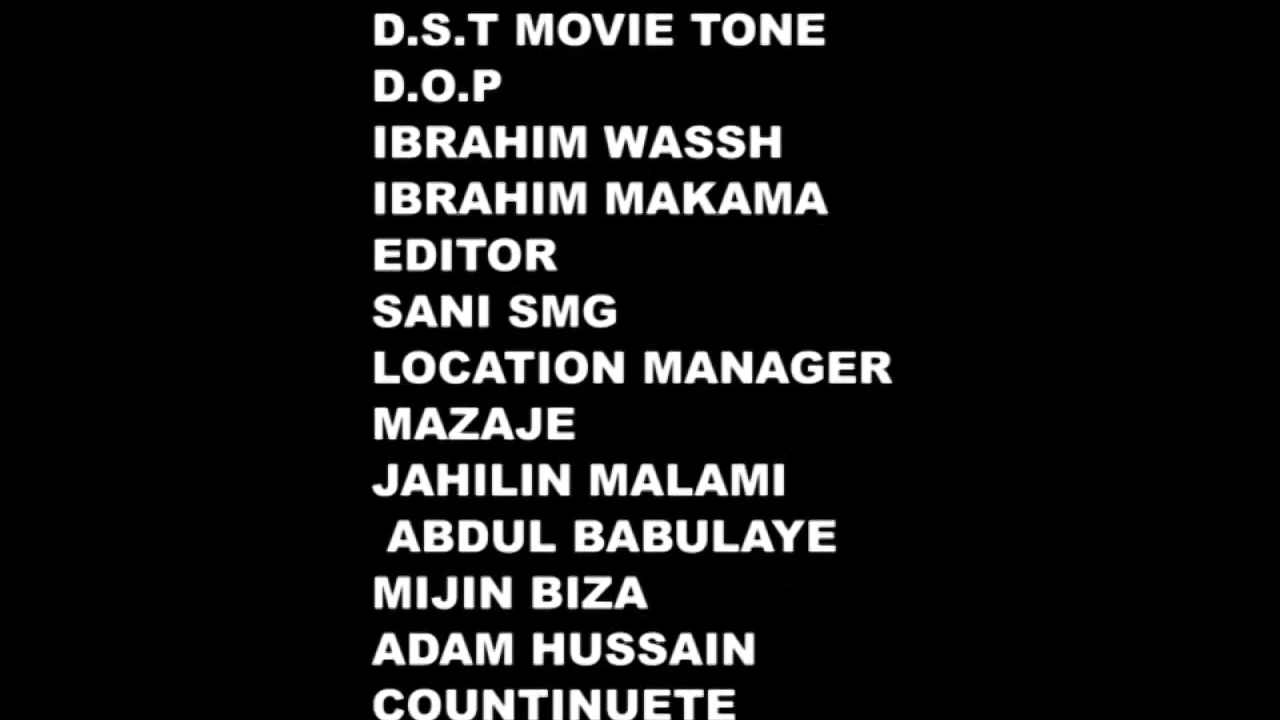 D.S.T MOVIE TONE
D.O.P
IBRAHIM WASSH
IBRAHIM MAKAMA
EDITOR
SANI SMG
LOCATION MANAGER
MAZAJE
JAHILIN MALAMI
ABDUL BABULAYE
MIJIN BIZA
ADAM HUSSAIN
COUNTINUETE